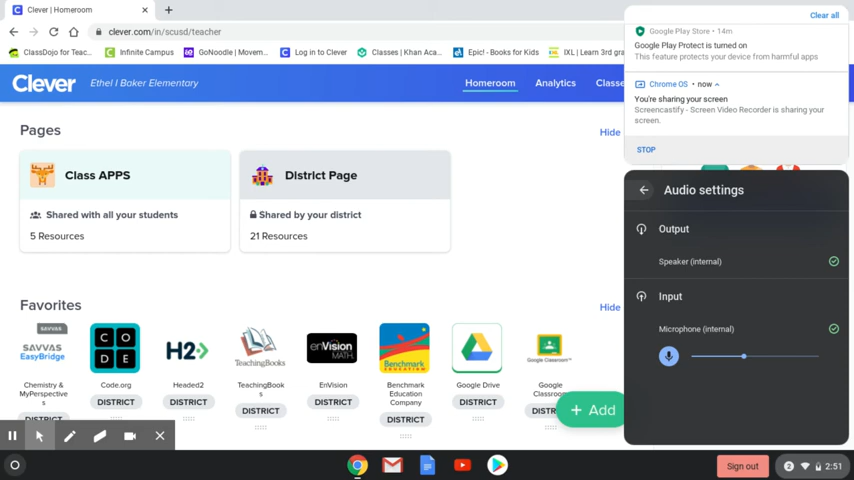 Clever | Homeroom
clever.com/in/scusd/teacher
ClassDojo for Teac...
Infinite Campus
GoNoodle | Movem...
Log in to Clever
Classes | Khan Aca...
Epic! - Books for Kids
IXL | Learn 3rd gra
Clever
Ethel I Baker Elementary
Homeroom
Analytics
Classe
Pages
Hide
Class APPS
Shared with all your students
5 Resources
District Page
Shared by your district
21 Resources
Favorites
Hide
SAVVAS
SAVVAS
EasyBridge
Chemistry &
MyPerspective
s
DISTRICT
CODE
Code.org
DISTRICT
H2>
Headed2
DISTRICT
TeachingBooks
TeachingBook
s
DISTRICT
enVision
MATH
EnVision
DISTRICT
Benchmark
EDUCATION
Benchmark
Education
Company
DISTRICT
Google Drive
DISTRICT
Google Classroom
Google
Classroom
DISTR
+ Add
Clear all
Google Play Store • 14m
Google Play Protect is turned on
This feature protects your device from harmful apps
Chrome OS • now
You're sharing your screen
Screencastify - Screen Video Recorder is sharing your
screen.
STOP
Audio settings
Output
Speaker (internal)
Input
Microphone (internal)
Sign out
2
2:51